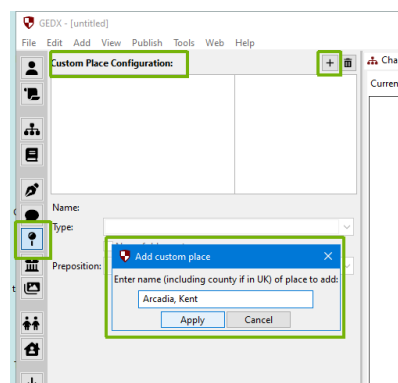 GEDX - [untitled]
File Edit Add View Publish Tools Web Help
Custom Place Configuration:
Cha
Curren
Name:
Type:
Preposition:
Add custom place
Enter name (including county if in UK) of place to add:
Arcadia, Kent
Apply Cancel